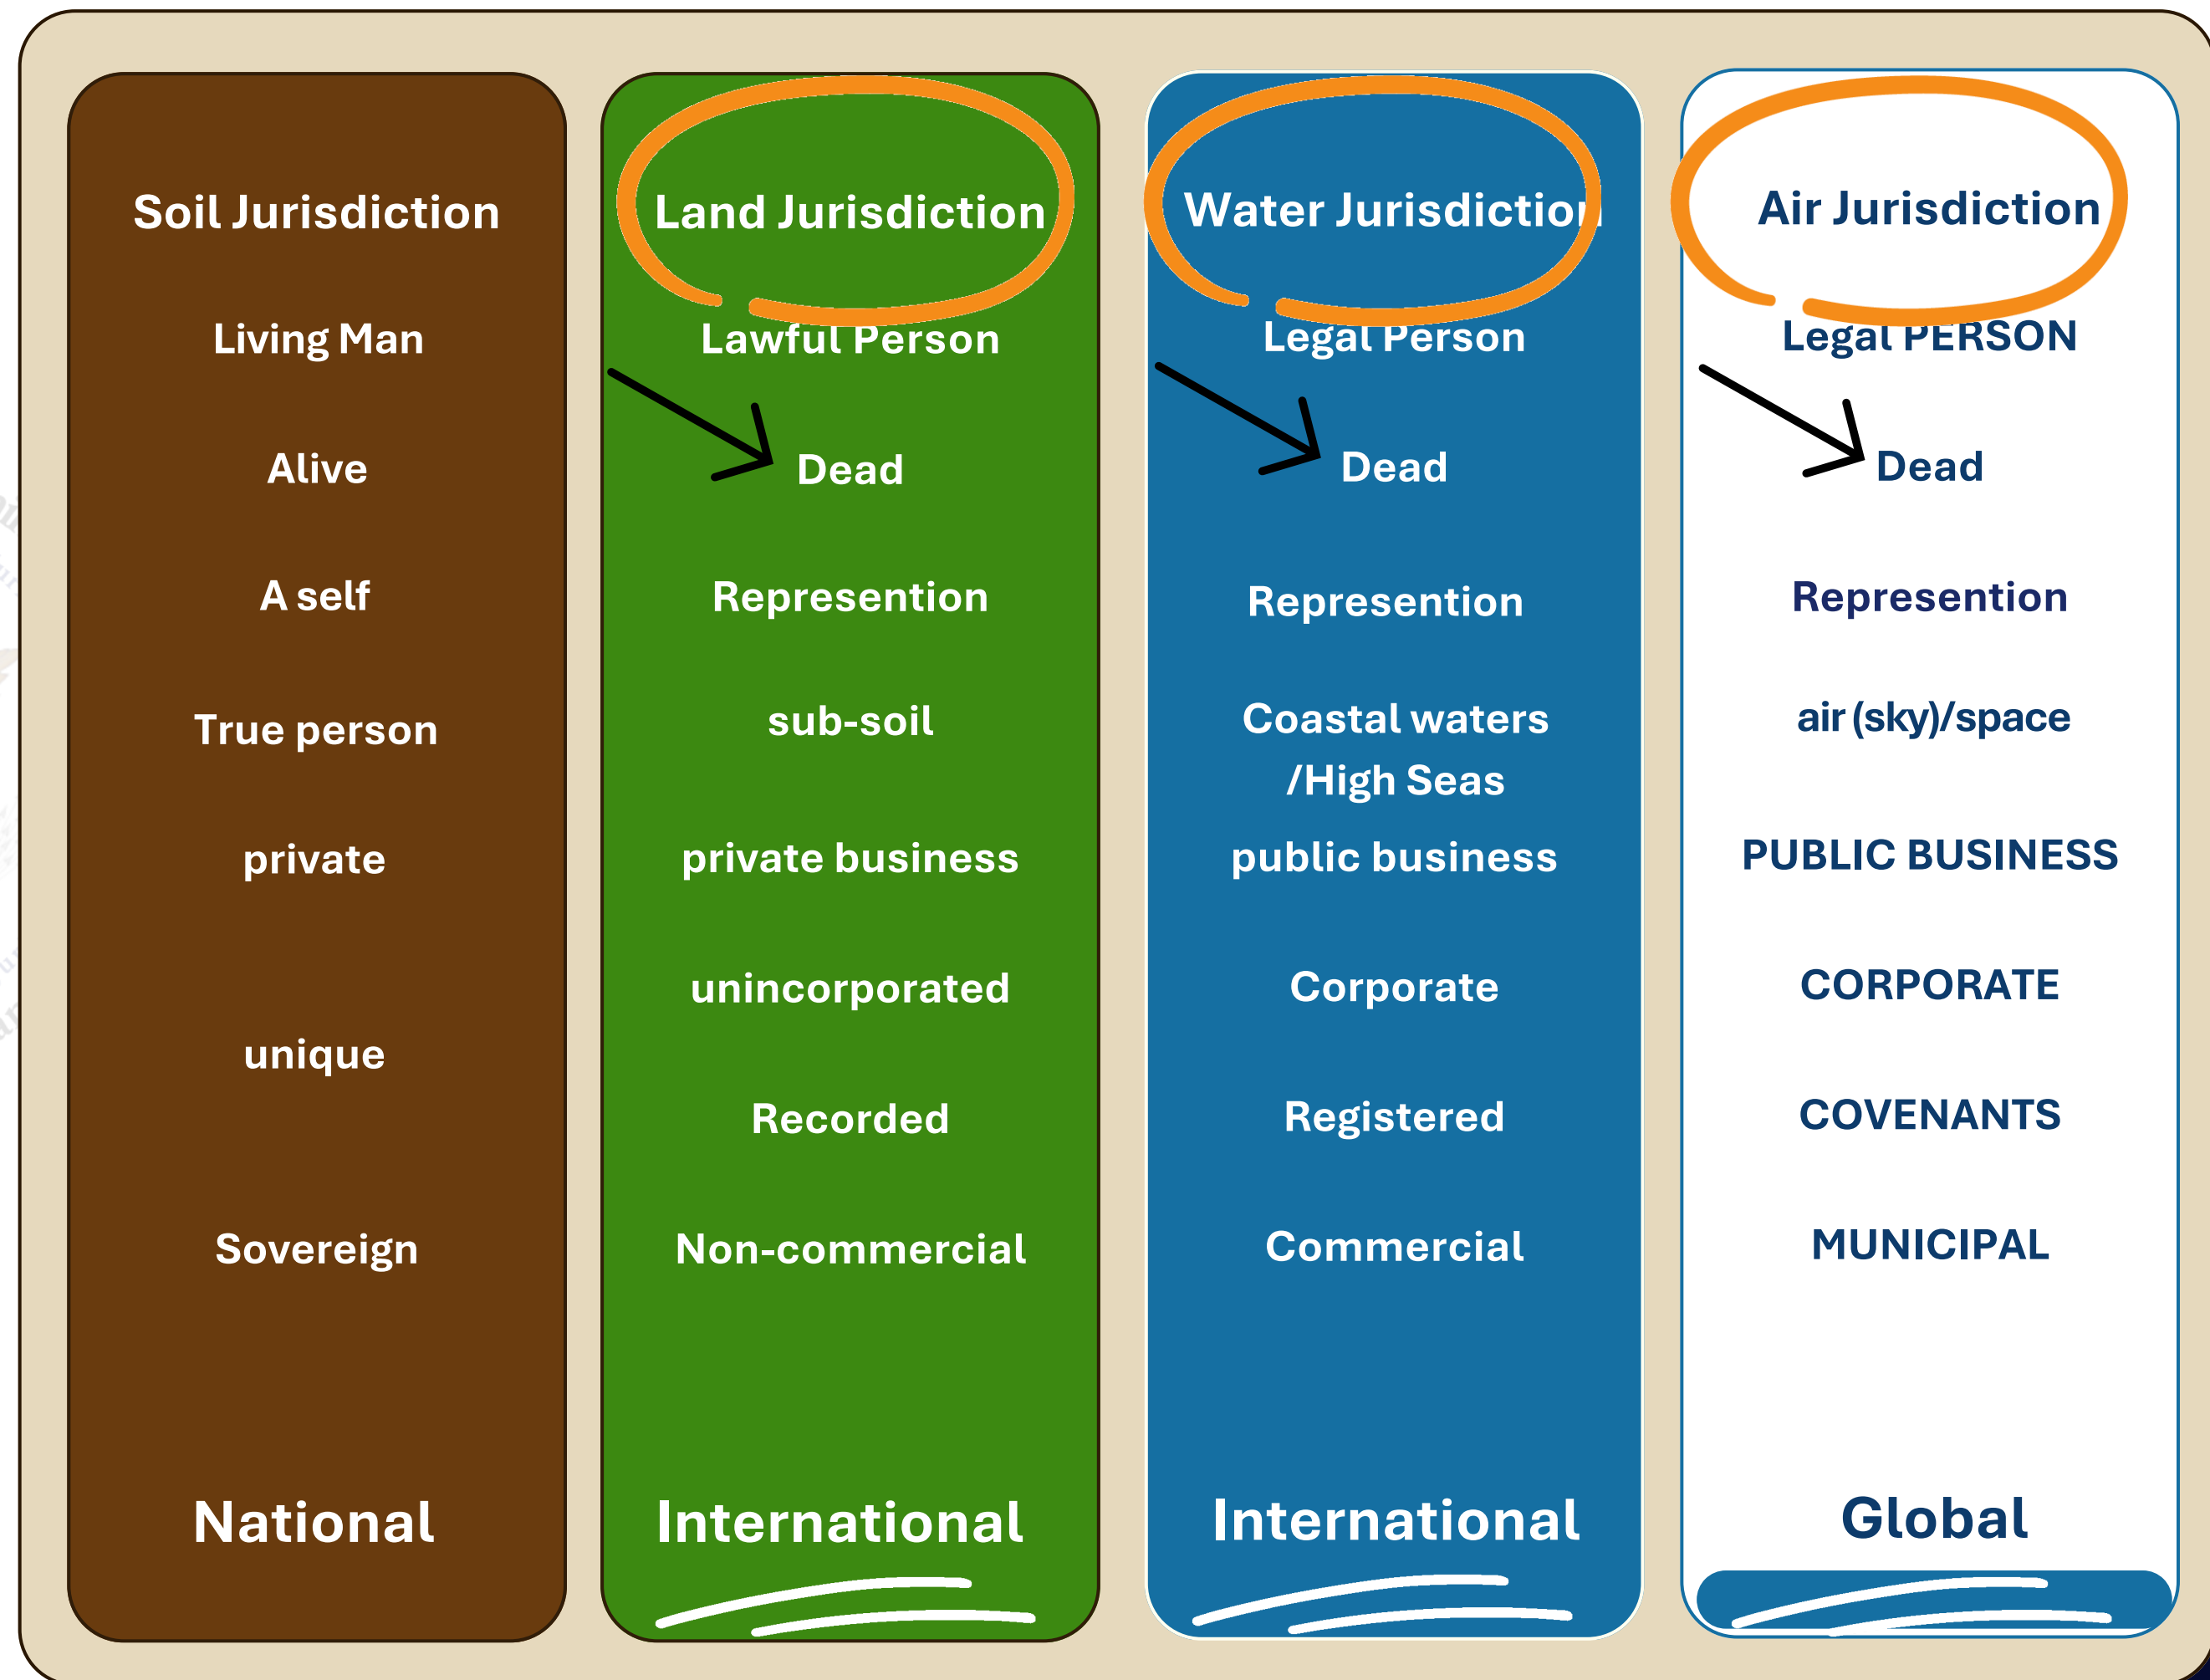 Soil Jurisdiction
Living Man
Alive
A self
True person
private
unique
Sovereign
National
Land Jurisdiction
Lawful Person
Dead
Represention
sub-soil
private business
unincorporated
Recorded
Non-commercial
International
Water Jurisdiction
Legal Person
Dead
Represention
Coastal waters
/High Seas
public business
Corporate
Registered
Commercial
International
Air Jurisdiction
Legal PERSON
Dead
Represention
air (sky)/space
PUBLIC BUSINESS
CORPORATE
COVENANTS
MUNICIPAL
Global